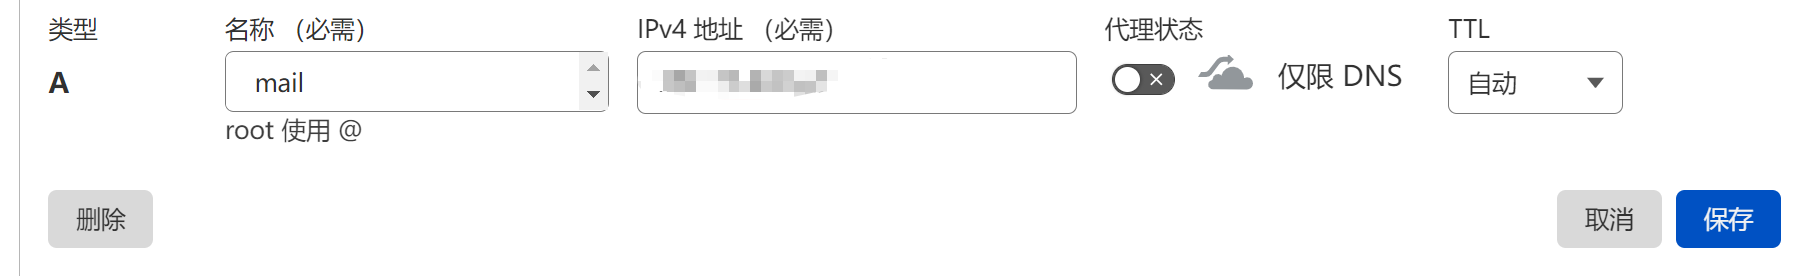 类型 名称 （必需） IPv4 地址 （必需） 代理状态 TTL
A mail 仅限 DNS 自动
root 使用 @
删除 取消 保存